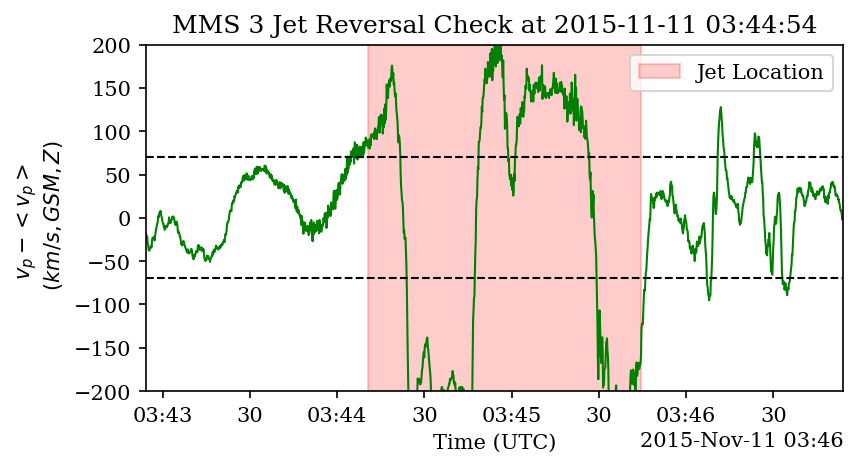 MMS 3 Jet Reversal Check at 2015-11-11 03:44:54
200
150
100
50
0
−50
−100
−150
−200
v_p − < v_p >
(km/s, GSM, Z)
Jet Location
03:43 30 03:44 30 03:45 30 03:46 30
Time (UTC)
2015-Nov-11 03:46